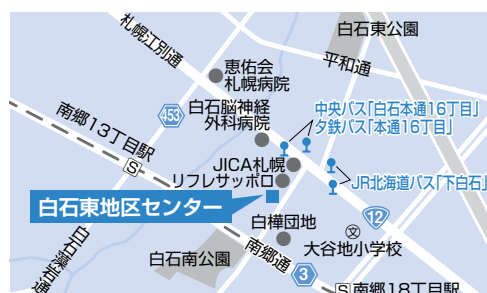 札幌江別通
白石東公園
平和通
恵佑会
札幌病院
453
白石脳神経
外科病院
中央バス「白石本通16丁目」
夕鉄バス「本通16丁目」
南郷13丁目駅
S
JICA札幌
リフレサッポロ
JR北海道バス「下白石」
白石東地区センター
12
白樺団地
文
大谷地小学校
白石藻岩通
白石南公園
南郷通
3
S
南郷18丁目駅